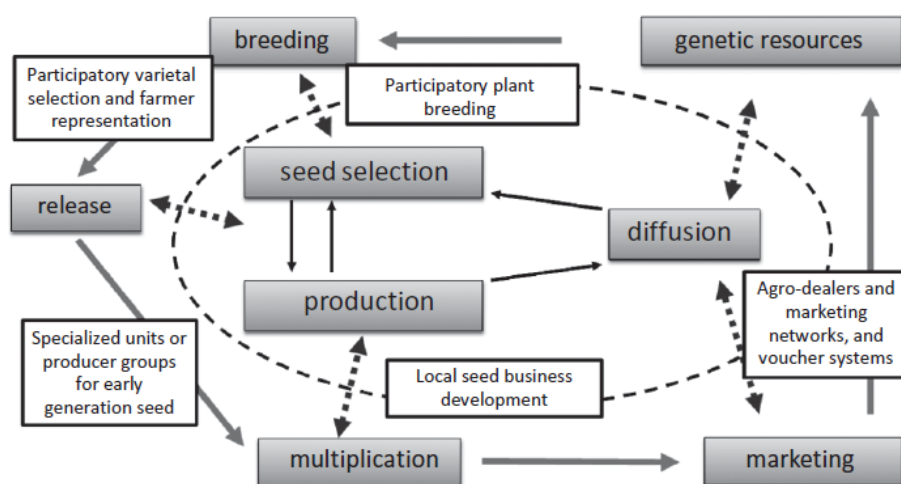 breeding
genetic resources
Participatory varietal
selection and farmer
representation
Participatory plant
breeding
seed selection
release
diffusion
production
Agro-dealers and
marketing
networks, and
voucher systems
Specialized units or
producer groups
for early
generation seed
Local seed business
development
multiplication
marketing